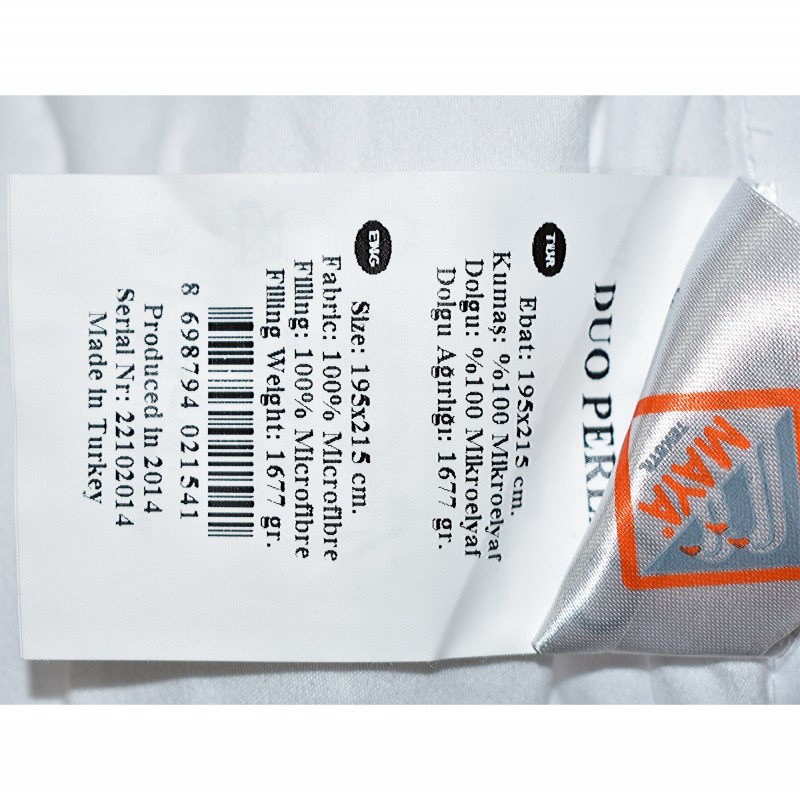 MAYA
TEKSTİL
DUO PERL
TUR
Ebat: 195x215 cm.
Kumaş: %100 Mikroelyaf
Dolgu: %100 Mikroelyaf
Dolgu Ağırlığı: 1677 gr.
ENG
Size: 195x215 cm.
Fabric: 100% Microfibre
Filling: 100% Microfibre
Filling Weight: 1677 gr.
8 698794 021541
Produced in 2014
Serial Nr: 22102014
Made in Turkey